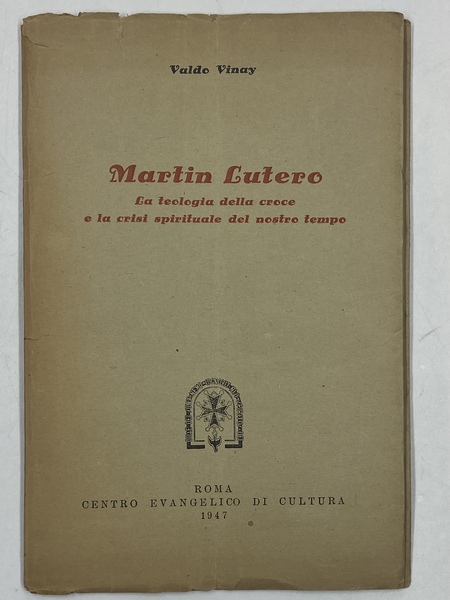 Valdo Vinay
Martin Lutero
La teologia della croce
e la crisi spirituale del nostro tempo
ROMA
CENTRO EVANGELICO DI CULTURA
1947